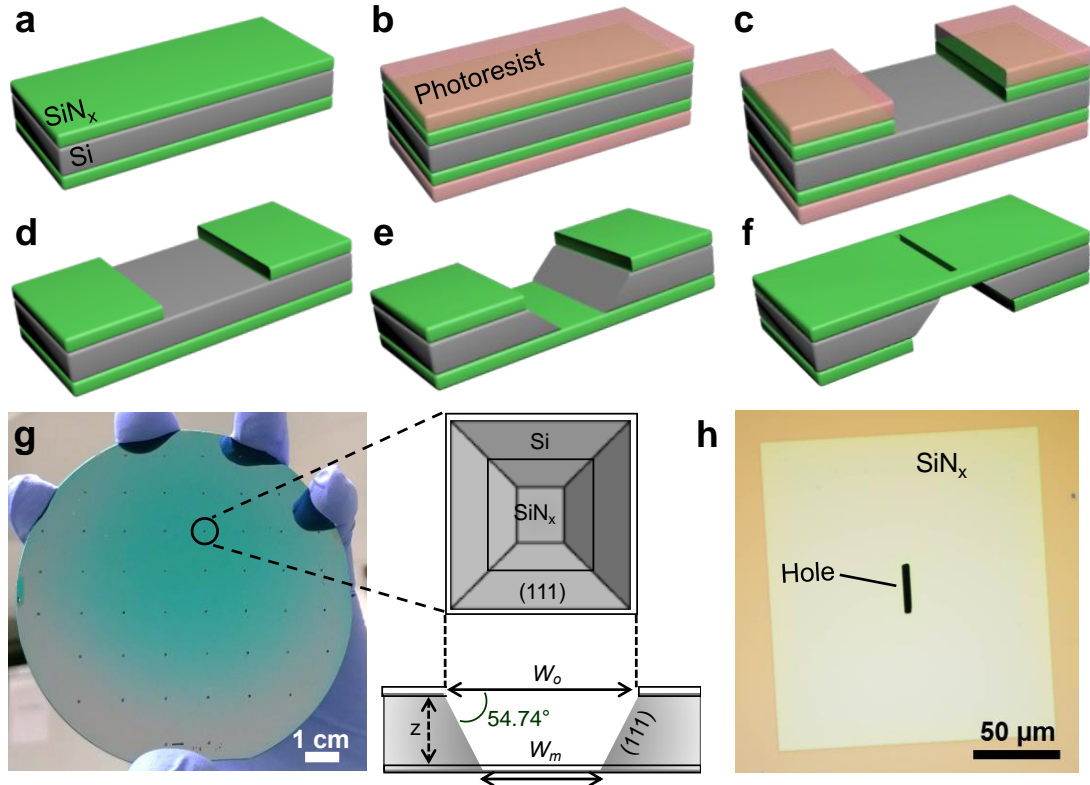 a
SiNx
Si
b
Photoresist
c
d
e
f
g
1 cm
Si
SiNx
(111)
Wo
54.74°
z
(111)
Wm
h
SiNx
Hole
50 µm